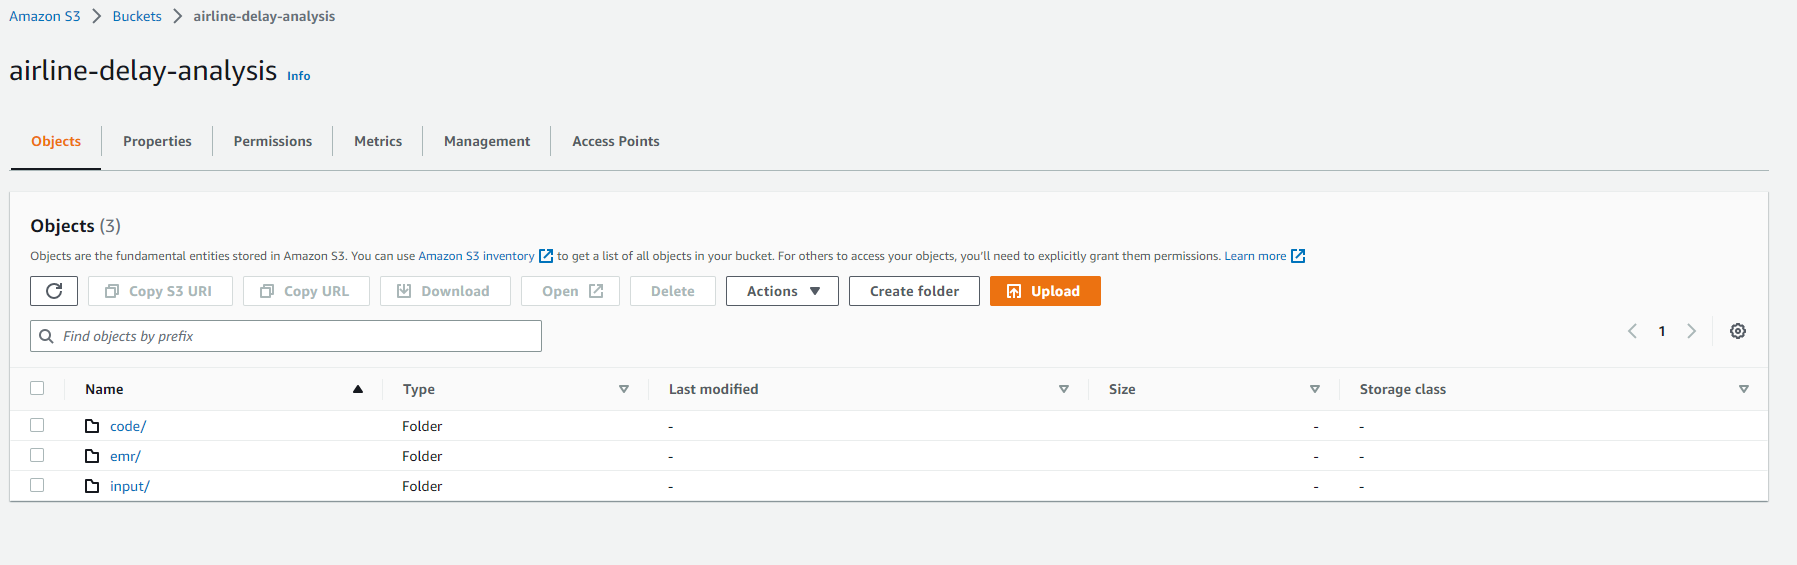 Amazon S3 > Buckets > airline-delay-analysis
airline-delay-analysis Info
Objects Properties Permissions Metrics Management Access Points
Objects (3)
Objects are the fundamental entities stored in Amazon S3. You can use Amazon S3 inventory to get a list of all objects in your bucket. For others to access your objects, you'll need to explicitly grant them permissions. Learn more
Copy S3 URI Copy URL Download Open Delete Actions Create folder Upload
Find objects by prefix
1
Name Type Last modified Size Storage class
code/ Folder - - -
emr/ Folder - - -
input/ Folder - - -